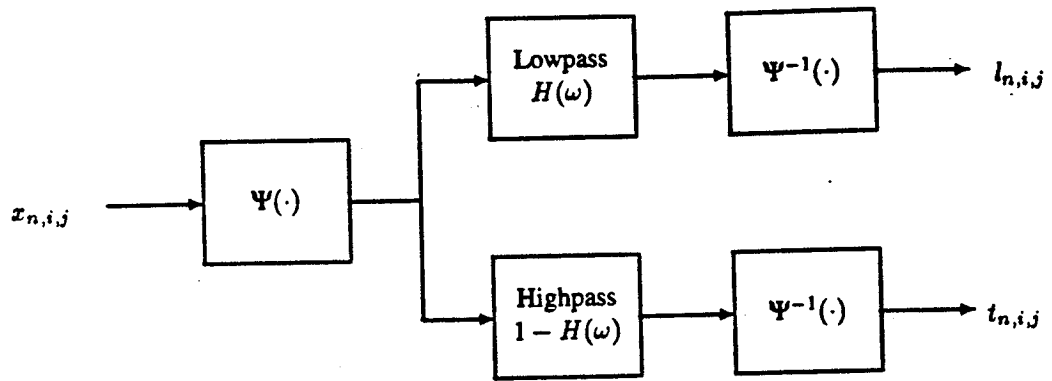 Lowpass
H(ω)
Ψ⁻¹(·)
l_{n,i,j}
x_{n,i,j}
Ψ(·)
Highpass
1 − H(ω)
Ψ⁻¹(·)
t_{n,i,j}